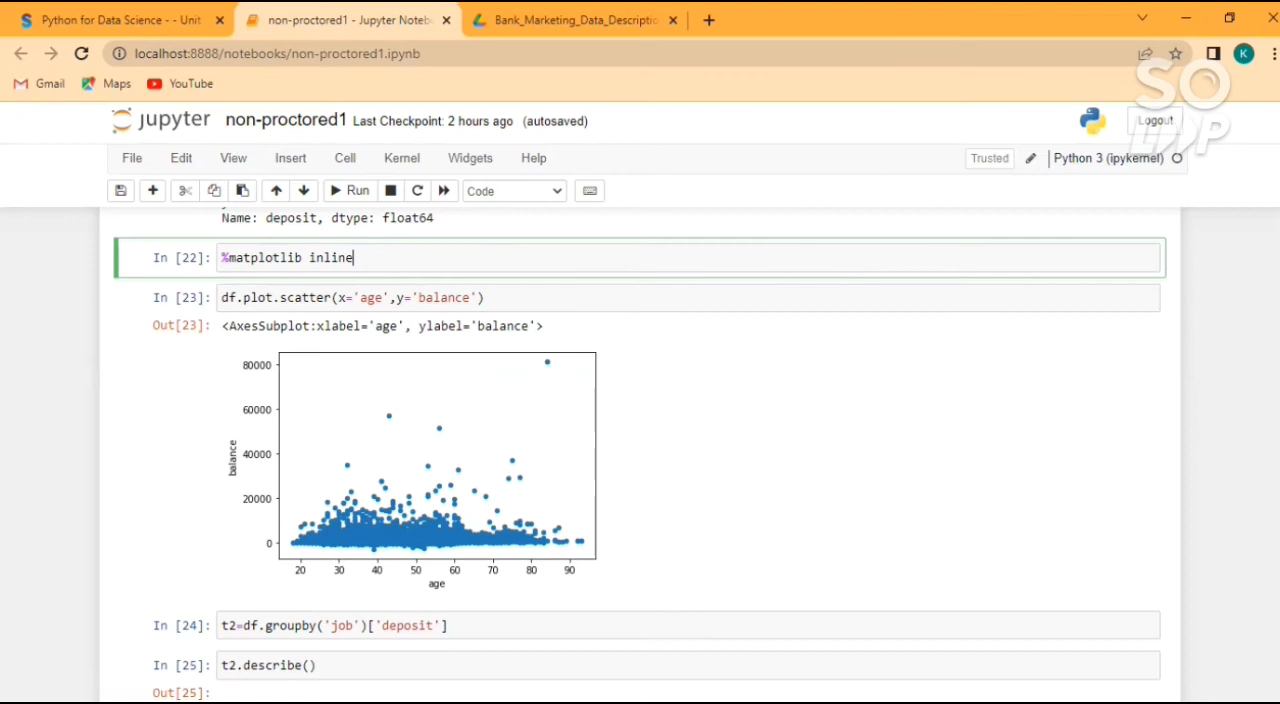 Python for Data Science - - Unit
non-proctored1 - Jupyter Noteb
Bank_Marketing_Data_Descriptio
localhost:8888/notebooks/non-proctored1.ipynb
K
Gmail
Maps
YouTube
SO
jupyter non-proctored1 Last Checkpoint: 2 hours ago (autosaved)
Logout
File Edit View Insert Cell Kernel Widgets Help
Trusted
Python 3 (ipykernel)
Run
Code
Name: deposit, dtype: float64
In [22]: %matplotlib inline
In [23]: df.plot.scatter(x='age',y='balance')
Out[23]: <AxesSubplot:xlabel='age', ylabel='balance'>
80000
60000
40000
20000
0
balance
20 30 40 50 60 70 80 90
age
In [24]: t2=df.groupby('job')['deposit']
In [25]: t2.describe()
Out[25]: